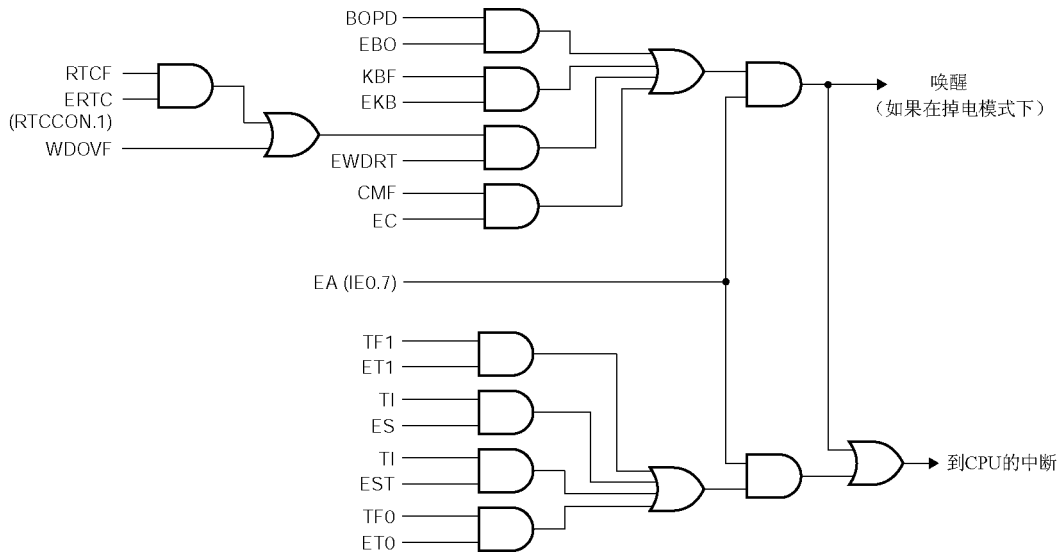 BOPD
EBO
RTCF
ERTC
(RTCCON.1)
WDOVF
KBF
EKB
EWDRT
CMF
EC
唤醒
（如果在掉电模式下）
EA (IE0.7)
TF1
ET1
TI
ES
TI
EST
TF0
ET0
到CPU的中断